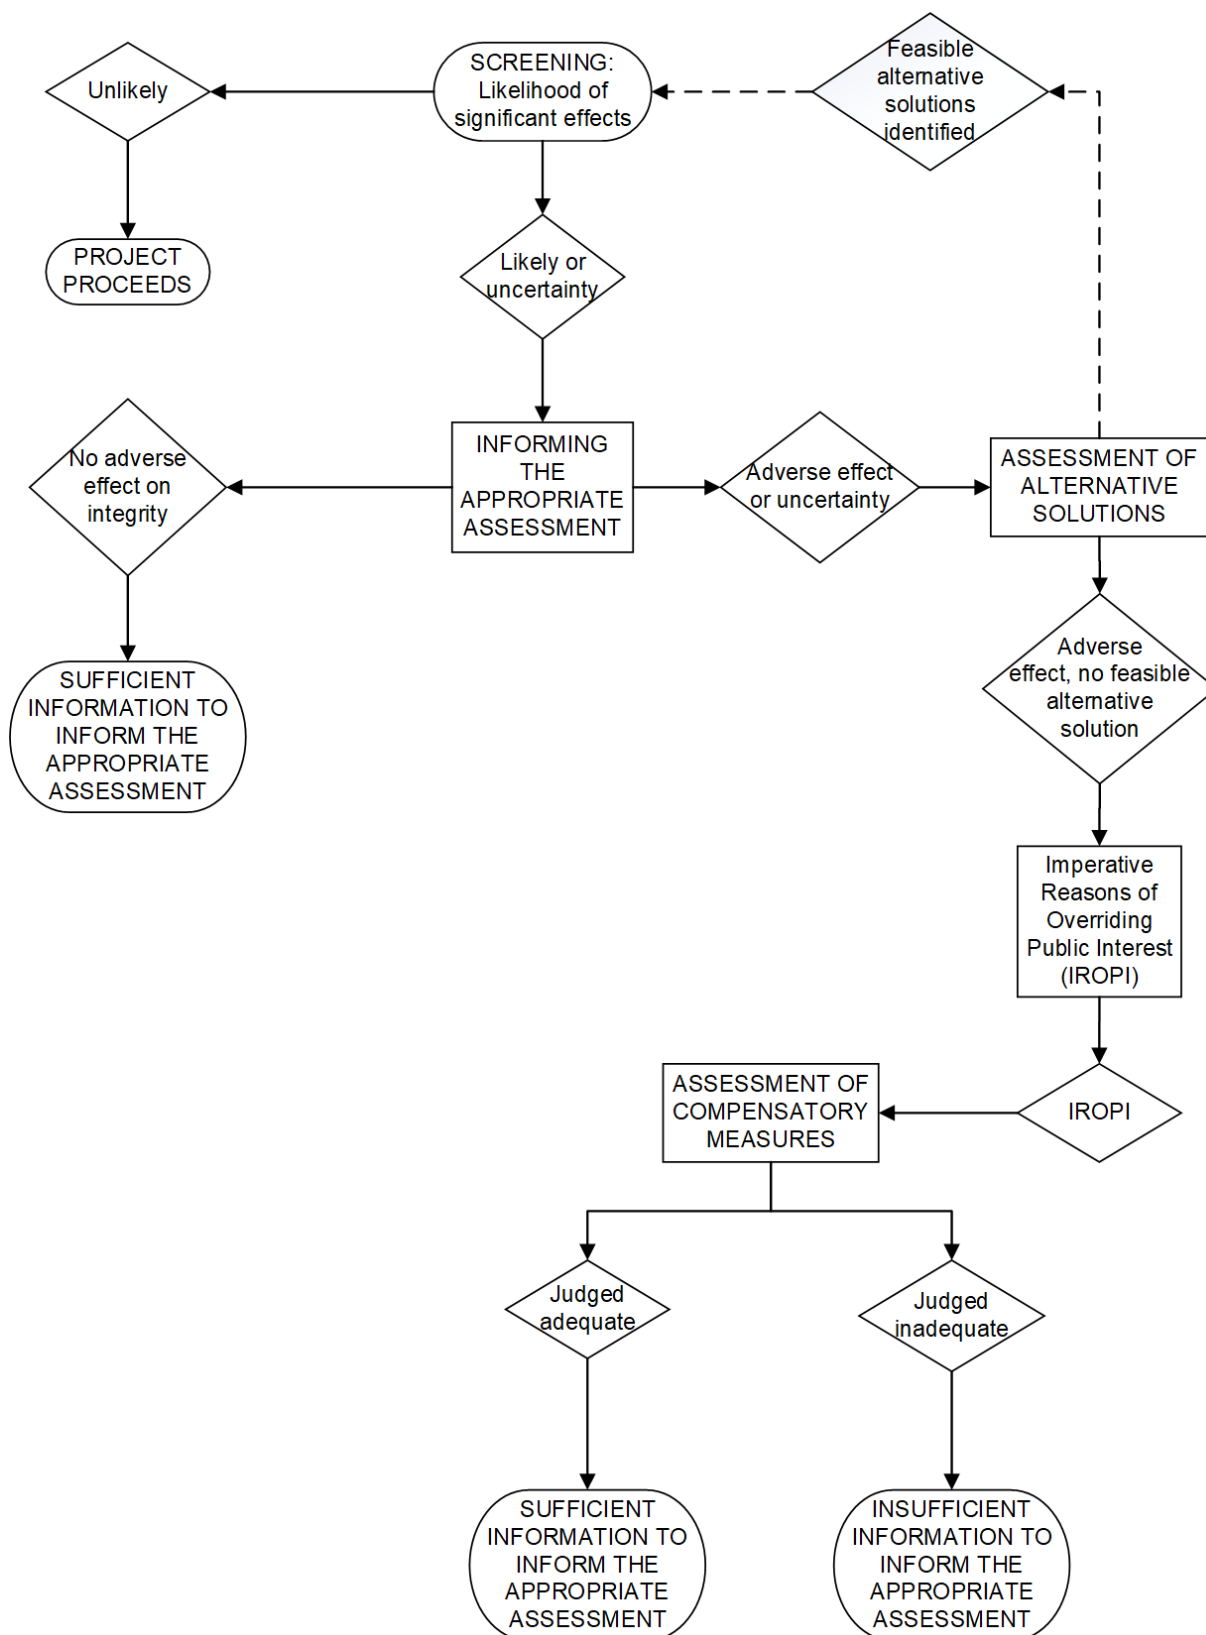 Unlikely
SCREENING:
Likelihood of
significant effects
Feasible
alternative
solutions
identified
PROJECT
PROCEEDS
Likely or
uncertainty
No adverse
effect on
integrity
INFORMING
THE
APPROPRIATE
ASSESSMENT
Adverse effect
or uncertainty
ASSESSMENT OF
ALTERNATIVE
SOLUTIONS
SUFFICIENT
INFORMATION TO
INFORM THE
APPROPRIATE
ASSESSMENT
Adverse
effect, no feasible
alternative
solution
Imperative
Reasons of
Overriding
Public Interest
(IROPI)
ASSESSMENT OF
COMPENSATORY
MEASURES
IROPI
Judged
adequate
Judged
inadequate
SUFFICIENT
INFORMATION TO
INFORM THE
APPROPRIATE
ASSESSMENT
INSUFFICIENT
INFORMATION TO
INFORM THE
APPROPRIATE
ASSESSMENT